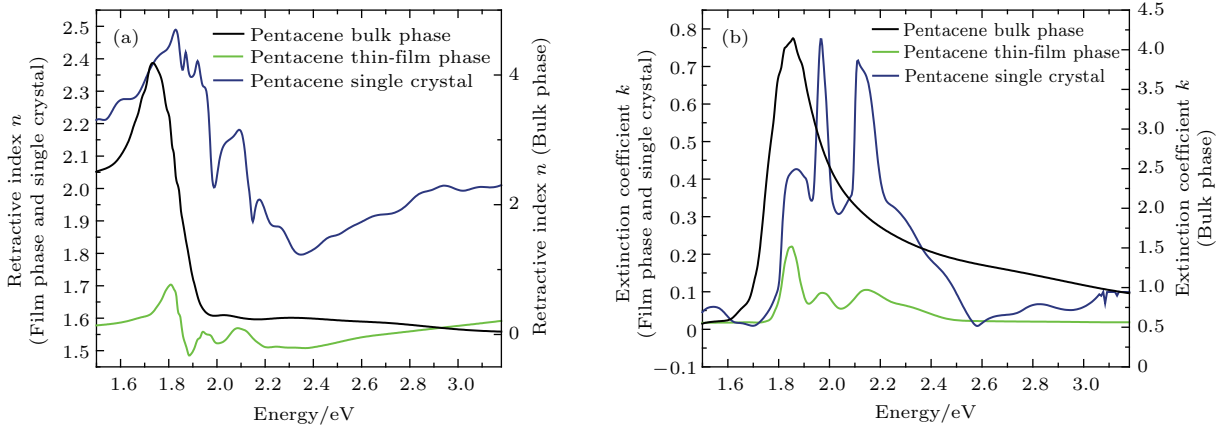 (a)
Pentacene bulk phase
Pentacene thin-film phase
Pentacene single crystal
Retractive index n
(Film phase and single crystal)
2.5
2.4
2.3
2.2
2.1
2.0
1.9
1.8
1.7
1.6
1.5
4
2
0
Retractive index n (Bulk phase)
1.6 1.8 2.0 2.2 2.4 2.6 2.8 3.0
Energy/eV
(b)
Pentacene bulk phase
Pentacene thin-film phase
Pentacene single crystal
Extinction coefficient k
(Film phase and single crystal)
0.8
0.7
0.6
0.5
0.4
0.3
0.2
0.1
0
−0.1
4.5
4.0
3.5
3.0
2.5
2.0
1.5
1.0
0.5
0
Extinction coefficient k
(Bulk phase)
1.6 1.8 2.0 2.2 2.4 2.6 2.8 3.0
Energy/eV